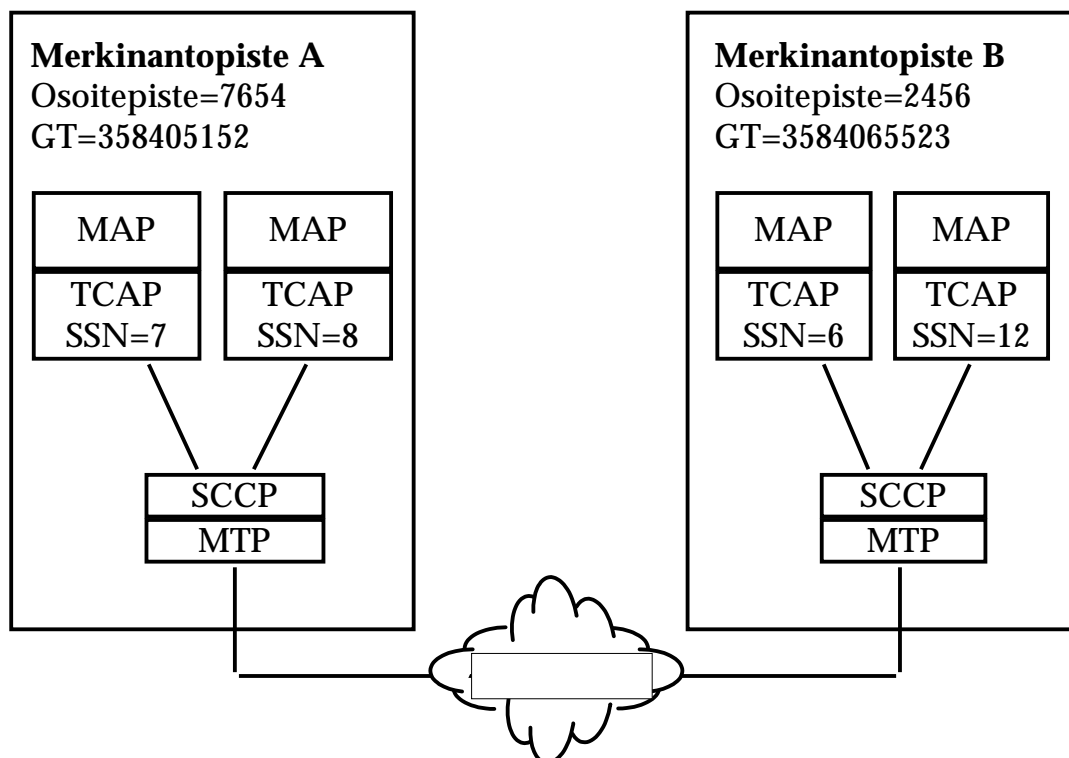 Merkinantopiste A
Osoitepiste=7654
GT=358405152
MAP
TCAP
SSN=7
MAP
TCAP
SSN=8
SCCP
MTP
Merkinantopiste B
Osoitepiste=2456
GT=3584065523
MAP
TCAP
SSN=6
MAP
TCAP
SSN=12
SCCP
MTP